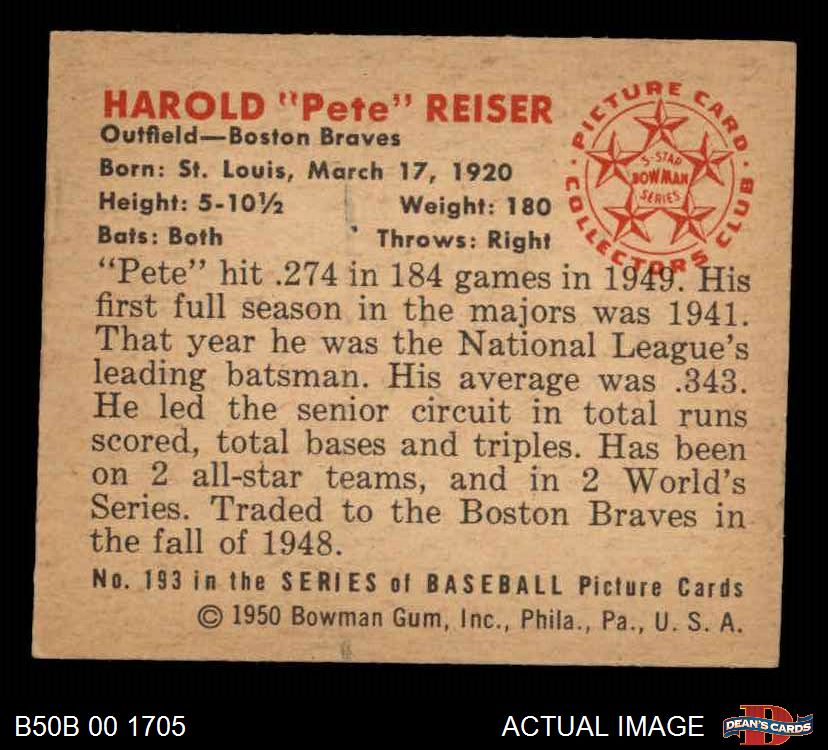 HAROLD "Pete" REISER
Outfield—Boston Braves
Born: St. Louis, March 17, 1920
Height: 5-10½ Weight: 180
Bats: Both Throws: Right
PICTURE CARD COLLECTORS CLUB
5-STAR
BOWMAN
SERIES
"Pete" hit .274 in 184 games in 1949. His
first full season in the majors was 1941.
That year he was the National League's
leading batsman. His average was .343.
He led the senior circuit in total runs
scored, total bases and triples. Has been
on 2 all-star teams, and in 2 World's
Series. Traded to the Boston Braves in
the fall of 1948.
No. 193 in the SERIES of BASEBALL Picture Cards
© 1950 Bowman Gum, Inc., Phila., Pa., U. S. A.
B50B 00 1705 ACTUAL IMAGE DEAN'S CARDS